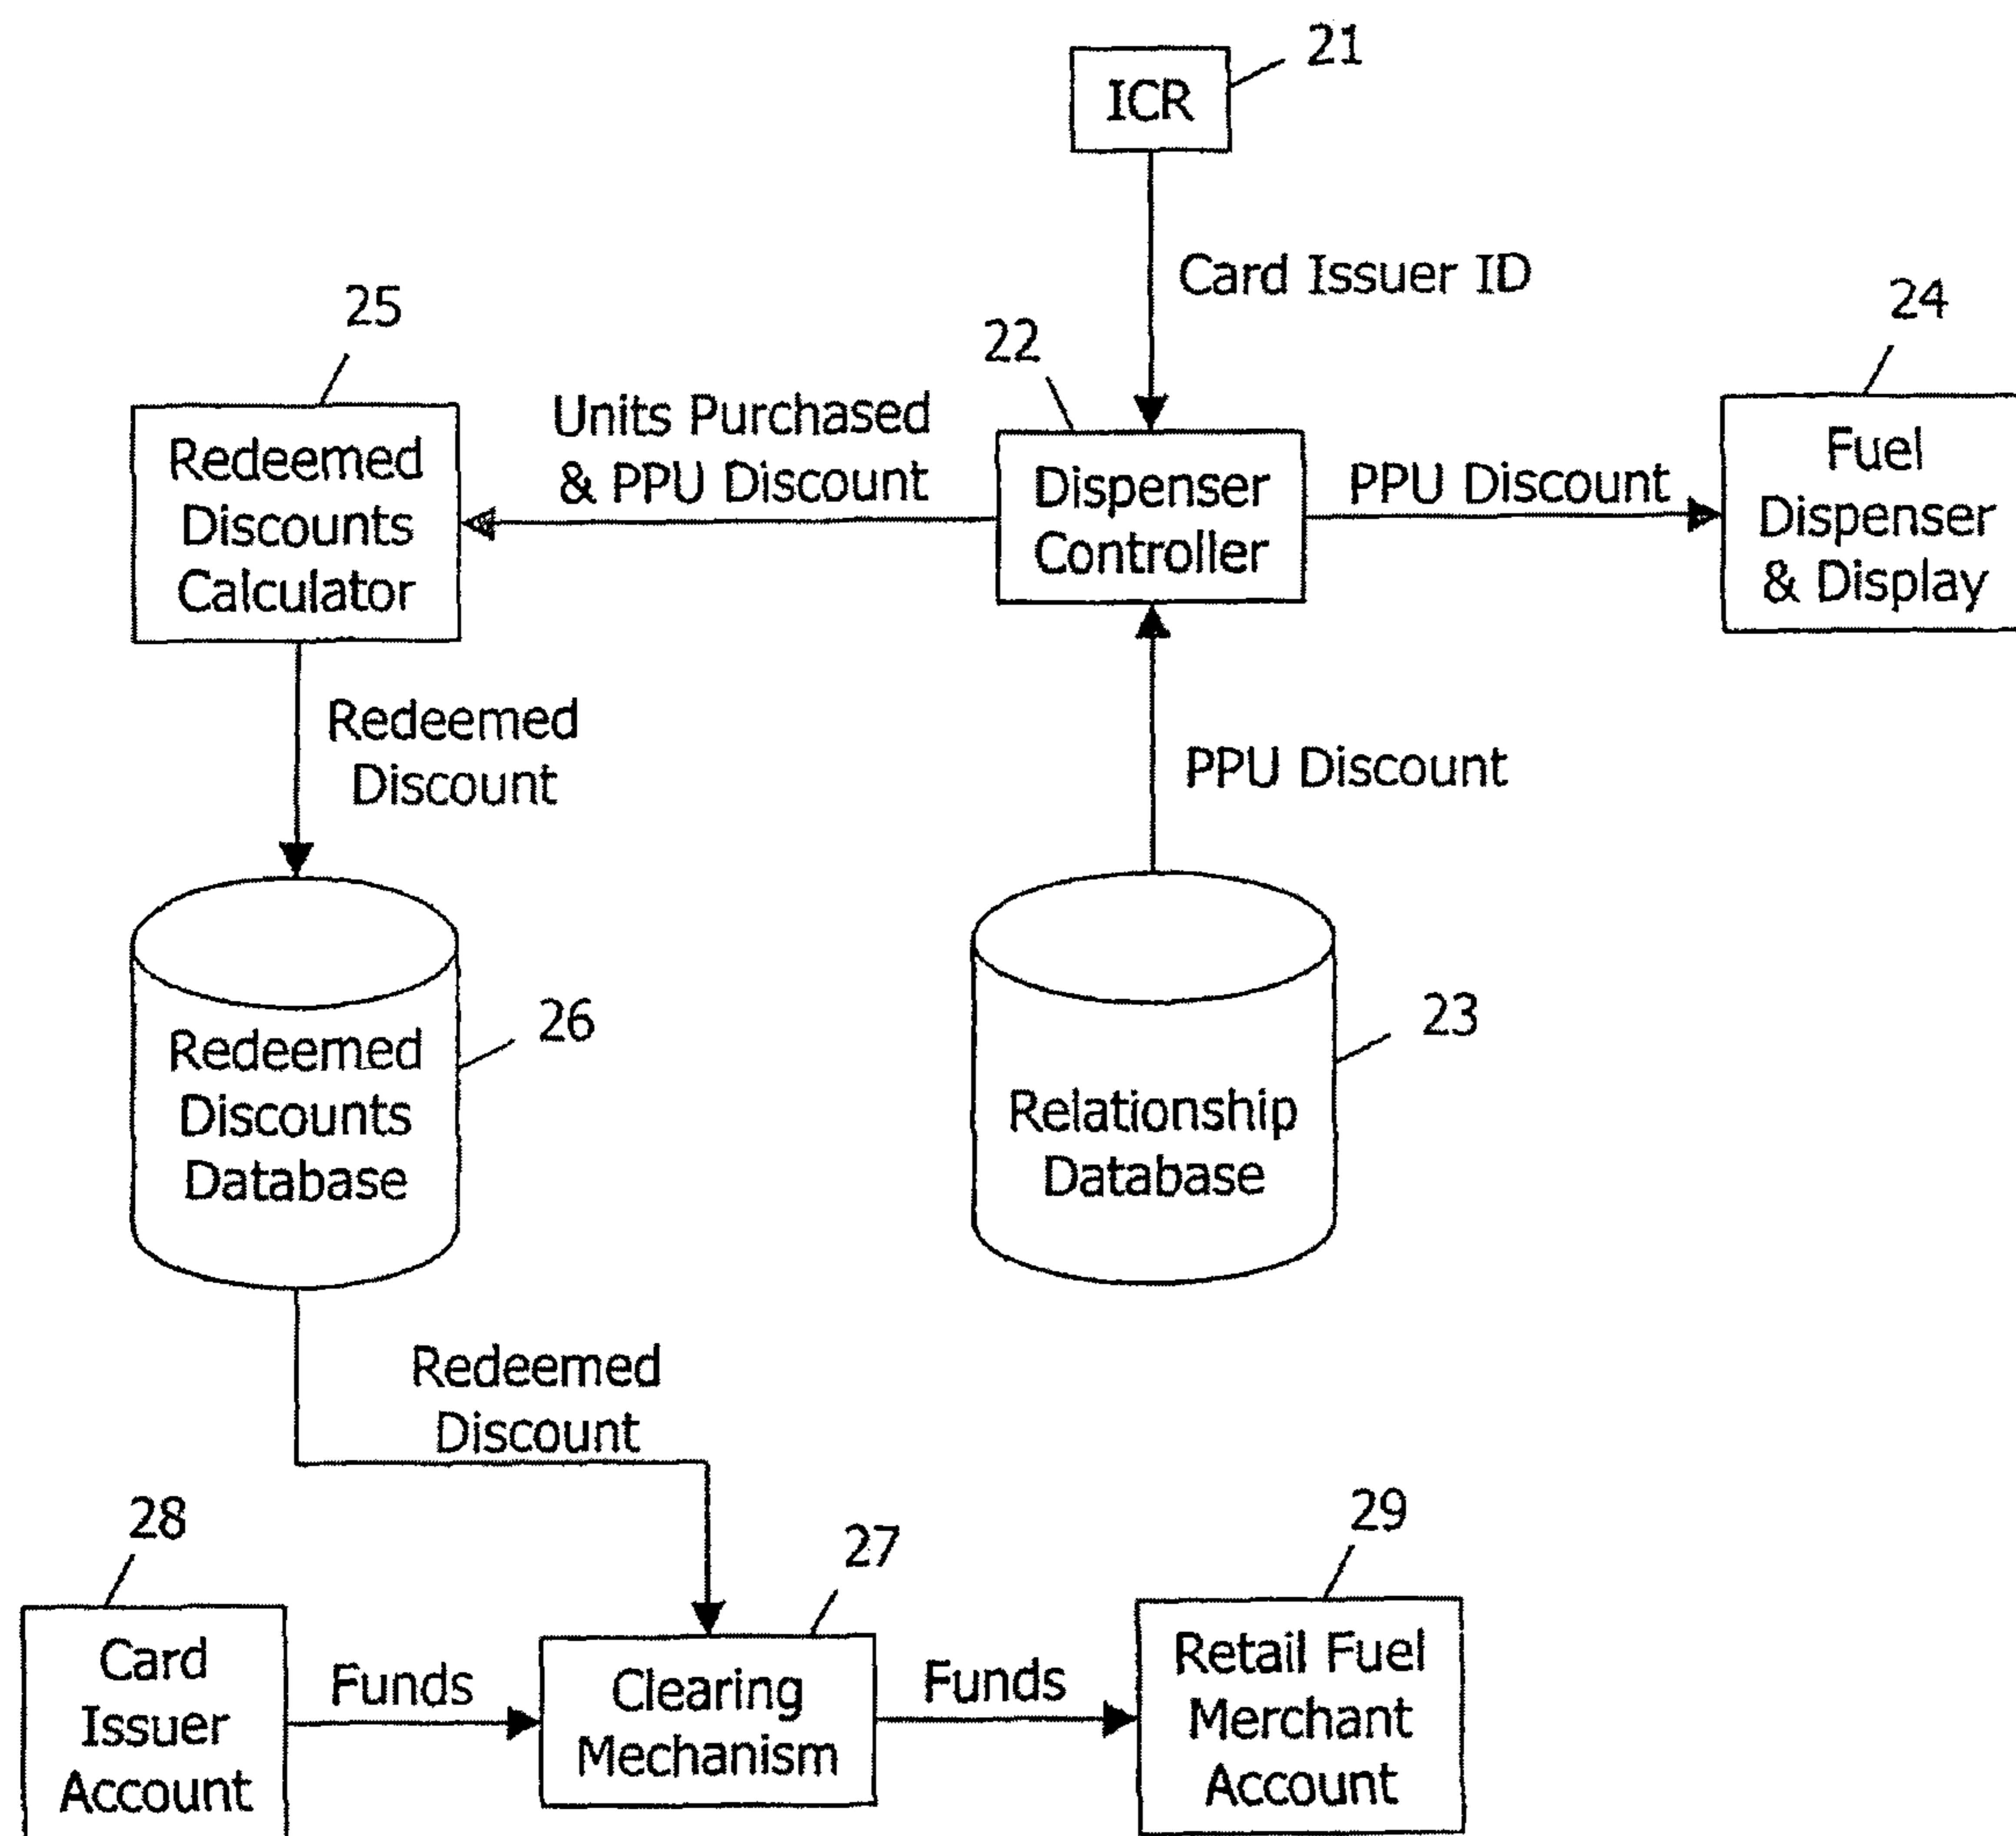 21
ICR
Card Issuer ID
25
22
24
Redeemed
Discounts
Calculator
Units Purchased
& PPU Discount
Dispenser
Controller
PPU Discount
Fuel
Dispenser
& Display
Redeemed
Discount
PPU Discount
26
Redeemed
Discounts
Database
23
Relationship
Database
Redeemed
Discount
28
27
29
Card
Issuer
Account
Funds
Clearing
Mechanism
Funds
Retail Fuel
Merchant
Account